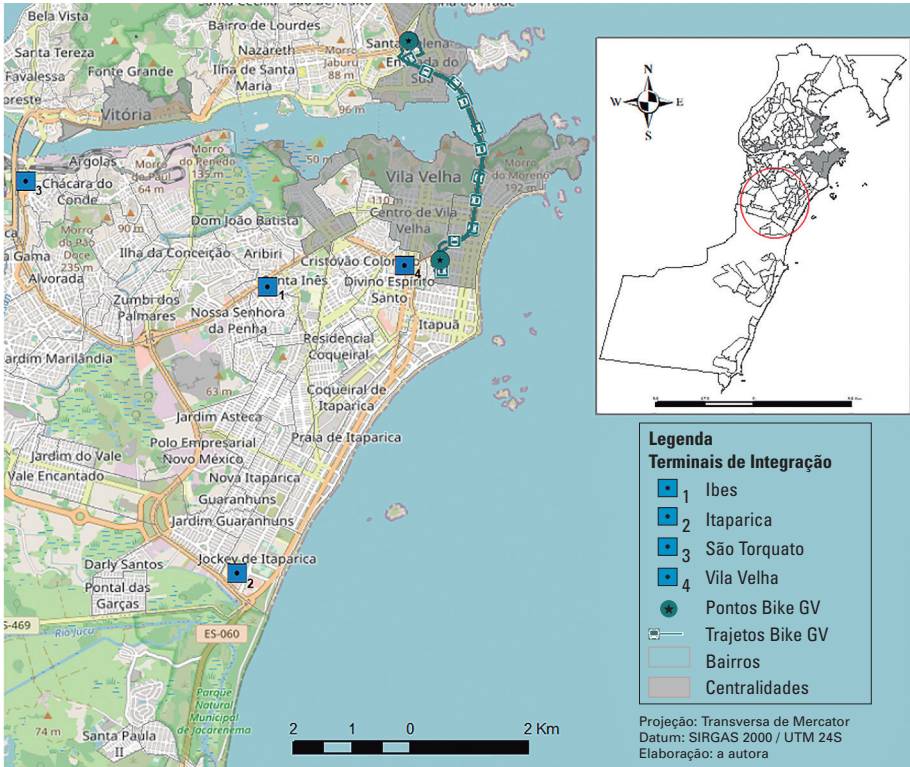 Bela Vista
Bairro de Lourdes
Santa Tereza
Nazareth
Morro
Jaburu
88 m
Santa Helena
Enseada do
Suá
Favalessa
Fonte Grande
Ilha de Santa
Maria
oreste
Vitória
96 m
Argolas
Morro
do Penedo
135 m
50 m
Morro
do Paul
64 m
3
Chácara do
Conde
Vila Velha
Morro do
Moreno
192 m
110 m
Centro de Vila
Velha
Dom João Batista
90 m
Morro
do Pão
Doce
235m
a Gama
Ilha da Conceição
Aribiri
Cristóvão Colombo
4
Alvorada
1
nta Inês
Divino Espírito
Santo
Zumbi dos
Palmares
Nossa Senhora
da Penha
Itapuã
Residencial
Coqueiral
ardim Marilândia
63 m
Coqueiral de
Itaparica
Jardim Asteca
Polo Empresarial
Novo México
Praia de Itaparica
Jardim do Vale
Vale Encantado
Nova Itaparica
Guaranhuns
Jardim Guaranhuns
Jockey de Itaparica
Darly Santos
2
Pontal das
Garças
S-469
Rio Jucu
ES-060
Parque
Natural
Municipal
de Jacarenema
74 m
Santa Paula
II
2 1 0 2 Km
N
W E
S
Legenda
Terminais de Integração
1 Ibes
2 Itaparica
3 São Torquato
4 Vila Velha
Pontos Bike GV
Trajetos Bike GV
Bairros
Centralidades
Projeção: Transversa de Mercator
Datum: SIRGAS 2000 / UTM 24S
Elaboração: a autora